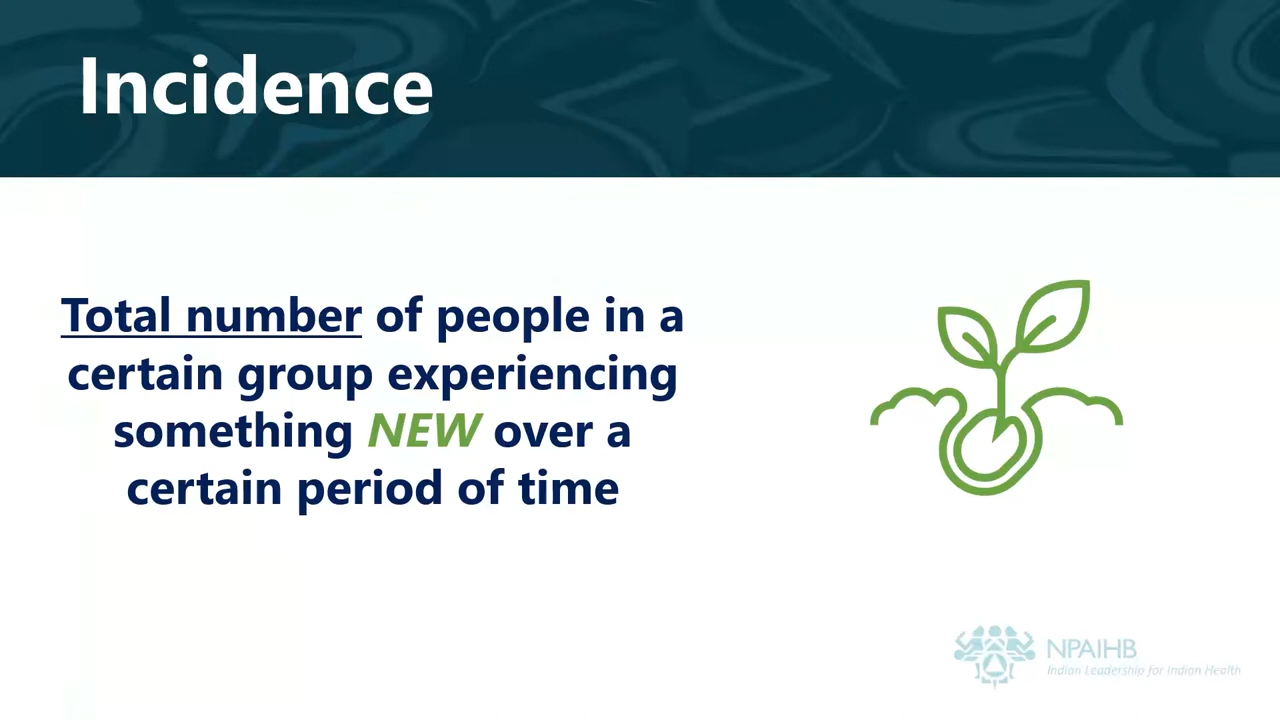 Incidence
Total number of people in a
certain group experiencing
something NEW over a
certain period of time
NPAIHB
Indian Leadership for Indian Health